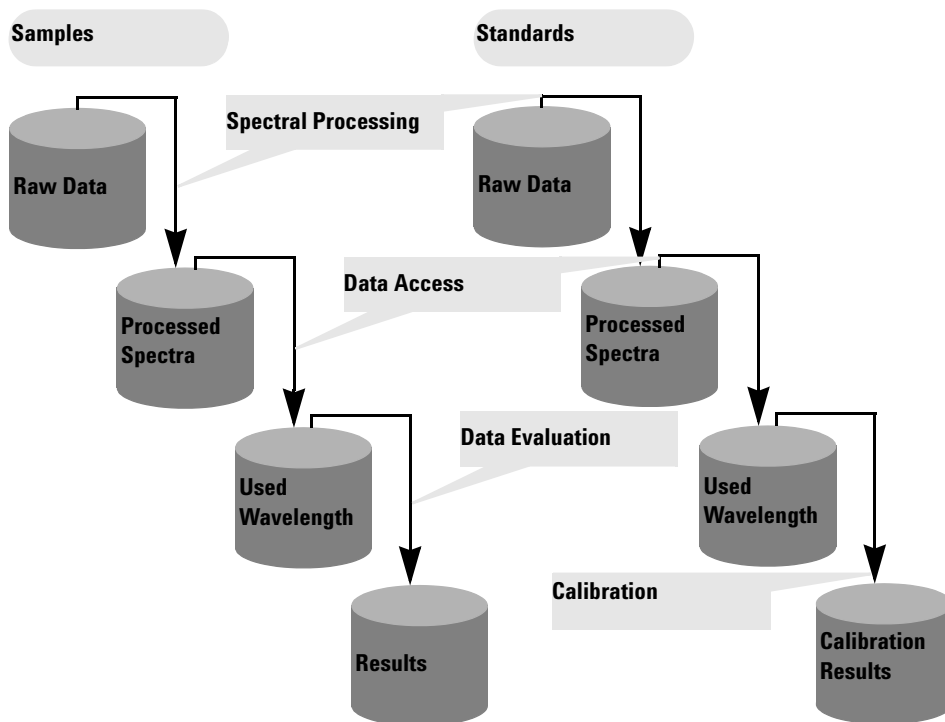 Samples
Standards
Spectral Processing
Raw Data
Raw Data
Data Access
Processed
Spectra
Processed
Spectra
Data Evaluation
Used
Wavelength
Used
Wavelength
Calibration
Results
Calibration
Results